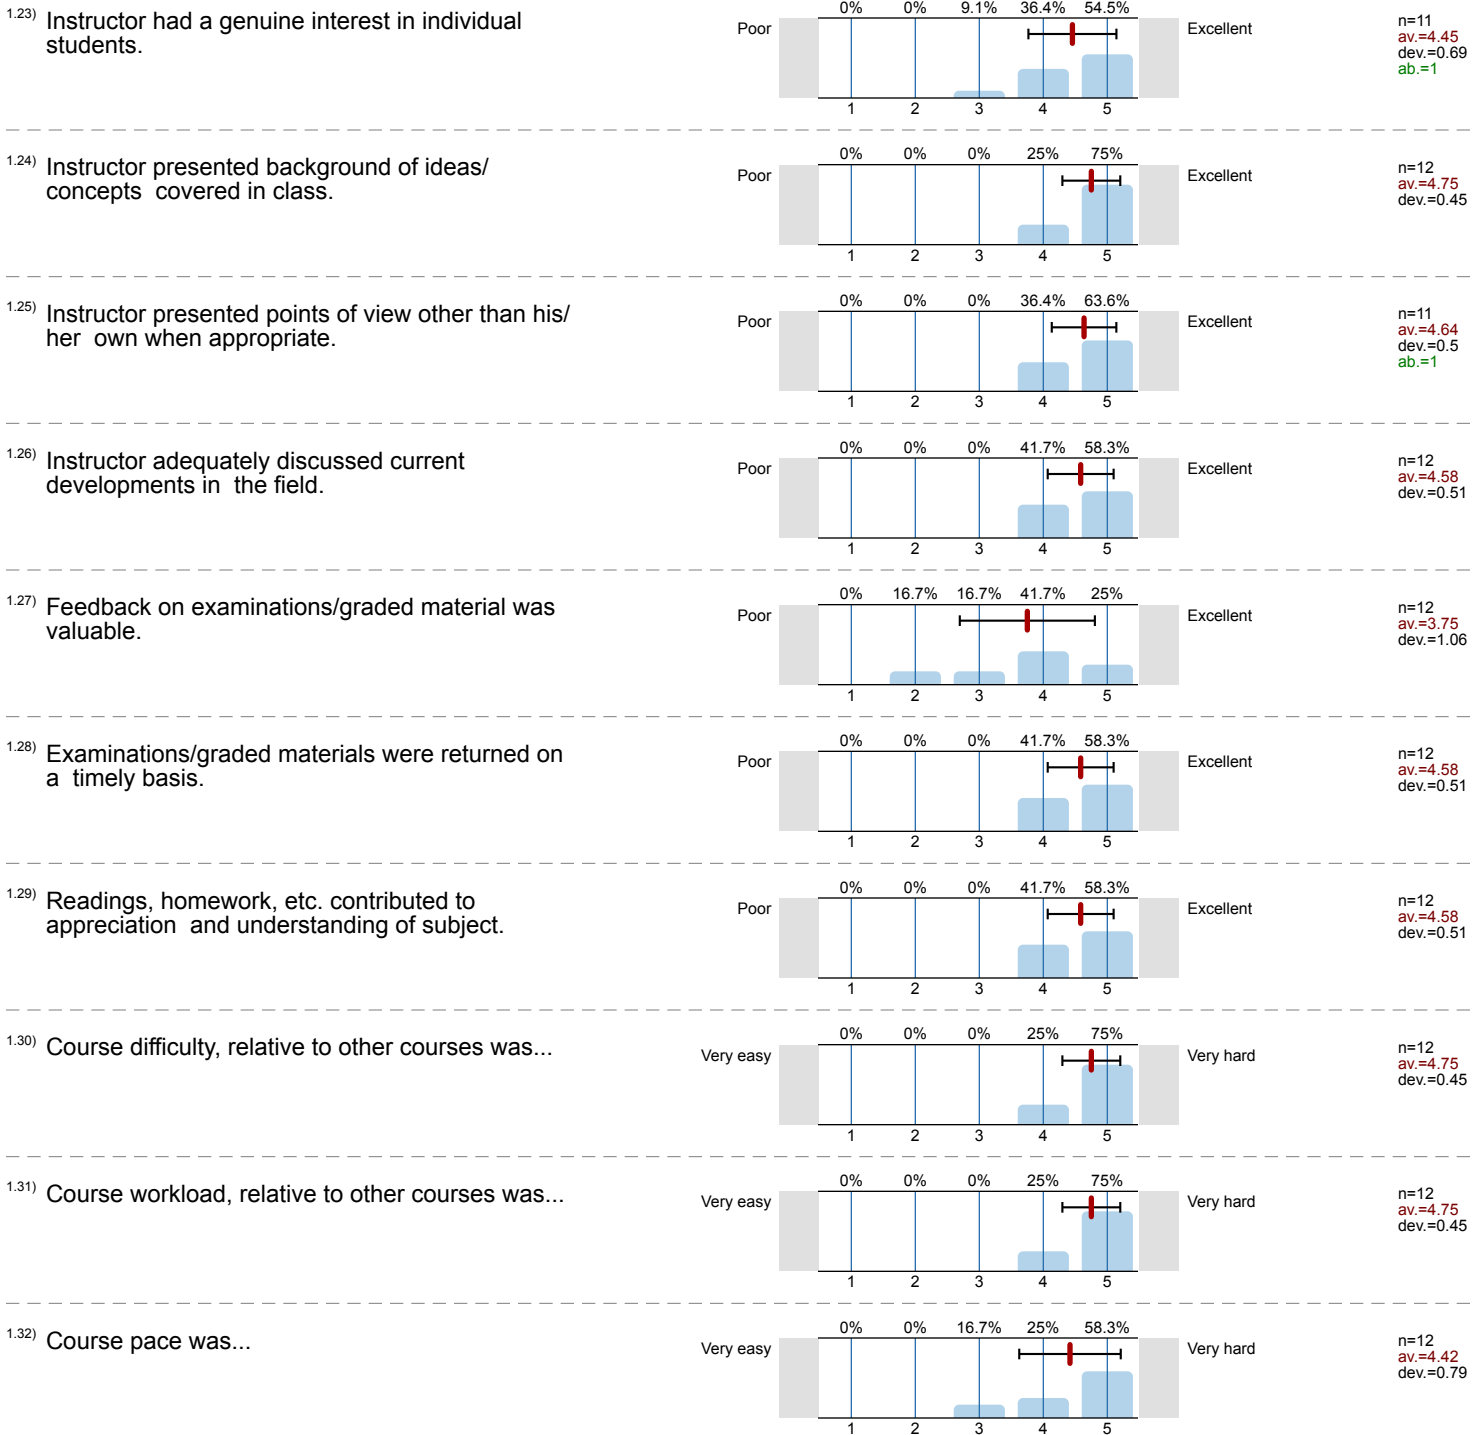 1.23) Instructor had a genuine interest in individual
students.
0% 0% 9.1% 36.4% 54.5%
Poor Excellent
n=11
av.=4.45
dev.=0.69
ab.=1
1 2 3 4 5
1.24) Instructor presented background of ideas/
concepts covered in class.
0% 0% 0% 25% 75%
Poor Excellent
n=12
av.=4.75
dev.=0.45
1 2 3 4 5
1.25) Instructor presented points of view other than his/
her own when appropriate.
0% 0% 0% 36.4% 63.6%
Poor Excellent
n=11
av.=4.64
dev.=0.5
ab.=1
1 2 3 4 5
1.26) Instructor adequately discussed current
developments in the field.
0% 0% 0% 41.7% 58.3%
Poor Excellent
n=12
av.=4.58
dev.=0.51
1 2 3 4 5
1.27) Feedback on examinations/graded material was
valuable.
0% 16.7% 16.7% 41.7% 25%
Poor Excellent
n=12
av.=3.75
dev.=1.06
1 2 3 4 5
1.28) Examinations/graded materials were returned on
a timely basis.
0% 0% 0% 41.7% 58.3%
Poor Excellent
n=12
av.=4.58
dev.=0.51
1 2 3 4 5
1.29) Readings, homework, etc. contributed to
appreciation and understanding of subject.
0% 0% 0% 41.7% 58.3%
Poor Excellent
n=12
av.=4.58
dev.=0.51
1 2 3 4 5
1.30) Course difficulty, relative to other courses was...
0% 0% 0% 25% 75%
Very easy Very hard
n=12
av.=4.75
dev.=0.45
1 2 3 4 5
1.31) Course workload, relative to other courses was...
0% 0% 0% 25% 75%
Very easy Very hard
n=12
av.=4.75
dev.=0.45
1 2 3 4 5
1.32) Course pace was...
0% 0% 16.7% 25% 58.3%
Very easy Very hard
n=12
av.=4.42
dev.=0.79
1 2 3 4 5